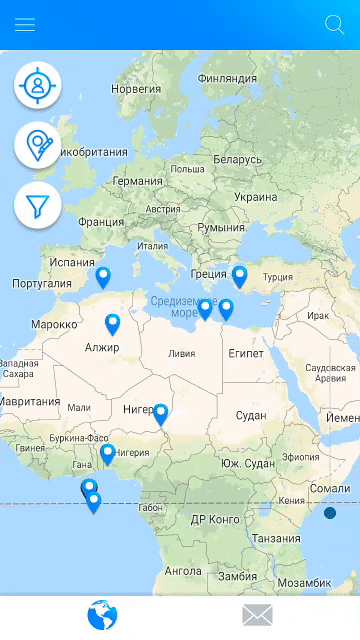 Финляндия
Норвегия
икобритания
Беларусь
Польша
Германия
Украина
Австрия
Франция
Румыния
Италия
Испания
Греция
Турция
Португалия
Средиземное
море
Ирак
Марокко
Алжир
Ливия
Египет
Западная
Сахара
Саудовская
Аравия
Мавритания
Мали
Нигер
Судан
Йемен
Буркина-Фасо
Гвинея
Гана
Нигерия
Эфиопия
Юж. Судан
Сомали
Кения
Габон
ДР Конго
Танзания
Ангола
Замбия
Мозамбик